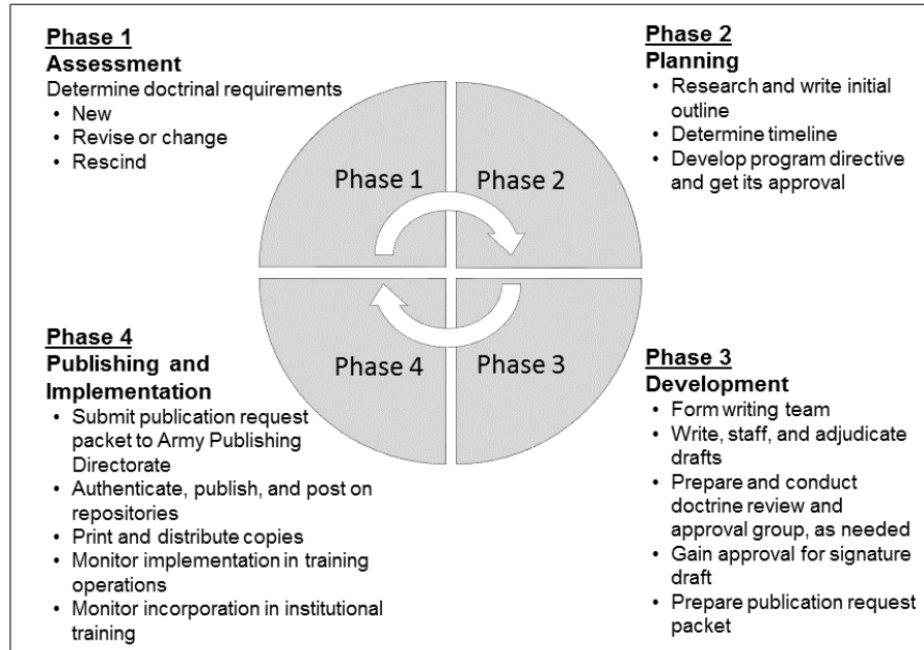 Phase 1
Assessment
Determine doctrinal requirements
• New
• Revise or change
• Rescind
Phase 2
Planning
• Research and write initial
outline
• Determine timeline
• Develop program directive
and get its approval
Phase 1
Phase 2
Phase 4
Phase 3
Phase 4
Publishing and
Implementation
• Submit publication request
packet to Army Publishing
Directorate
• Authenticate, publish, and post on
repositories
• Print and distribute copies
• Monitor implementation in training
operations
• Monitor incorporation in institutional
training
Phase 3
Development
• Form writing team
• Write, staff, and adjudicate
drafts
• Prepare and conduct
doctrine review and
approval group, as needed
• Gain approval for signature
draft
• Prepare publication request
packet